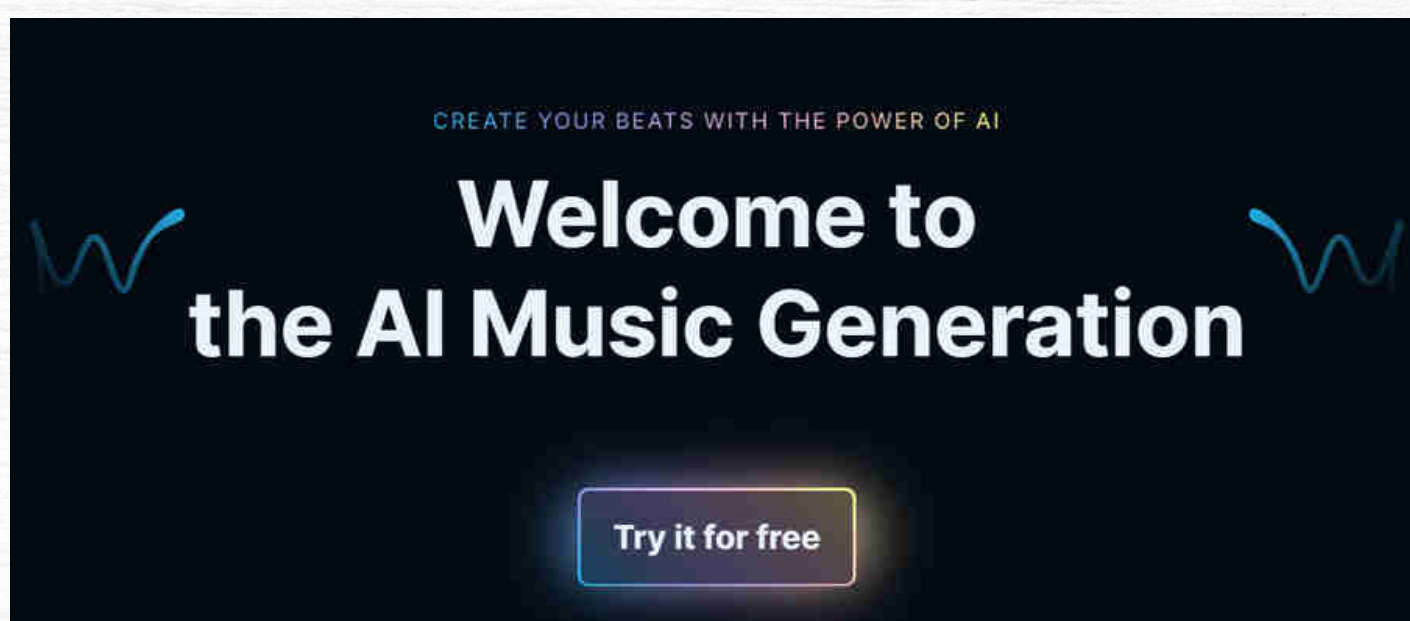 CREATE YOUR BEATS WITH THE POWER OF AI
Welcome to
the AI Music Generation
Try it for free